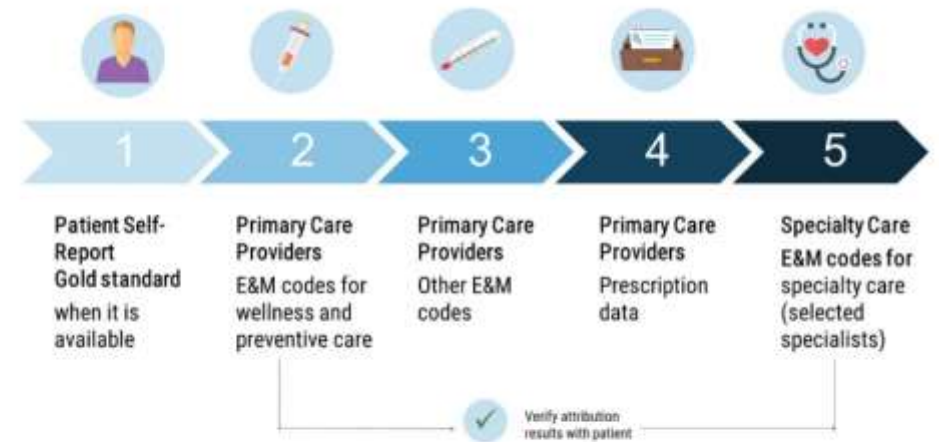 1
2
3
4
5
Patient Self-
Report
Gold standard
when it is
available
Primary Care
Providers
E&M codes for
wellness and
preventive care
Primary Care
Providers
Other E&M
codes
Primary Care
Providers
Prescription
data
Specialty Care
E&M codes for
specialty care
(selected
specialists)
Verify attribution
results with patient